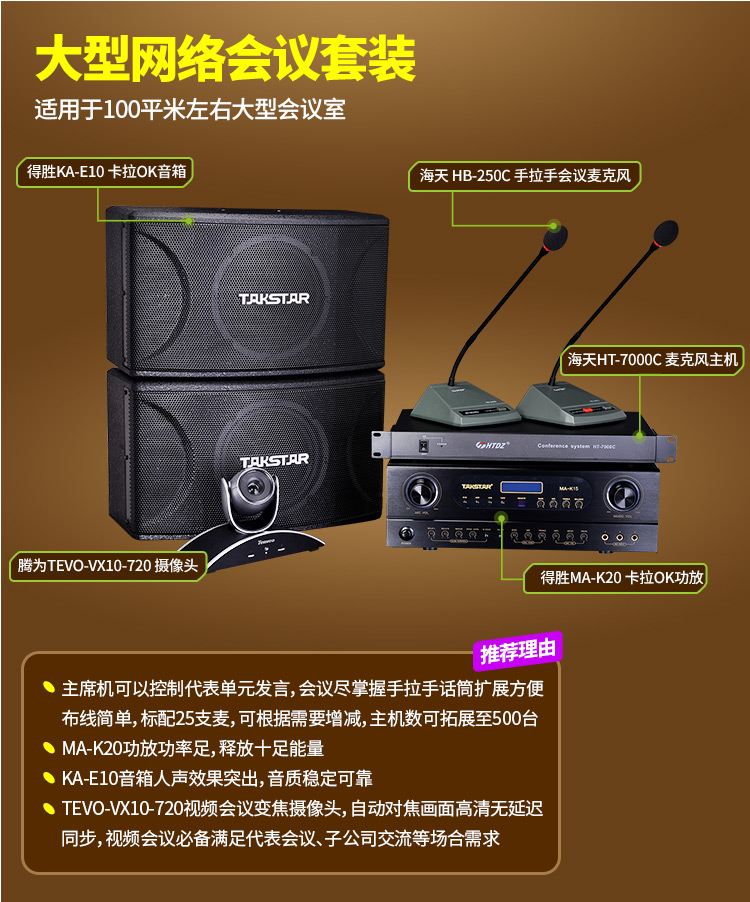 大型网络会议套装
适用于100平米左右大型会议室
得胜KA-E10 卡拉OK音箱
海天 HB-250C 手拉手会议麦克风
TAKSTAR
海天HT-7000C 麦克风主机
HTDZ®
Conference system HT-7000C
TAKSTAR
TAKSTAR
MA-K15
Tenveo
腾为TEVO-VX10-720 摄像头
得胜MA-K20 卡拉OK功放
推荐理由
主席机可以控制代表单元发言,会议尽掌握手拉手话筒扩展方便
布线简单,标配25支麦,可根据需要增减,主机数可拓展至500台
MA-K20功放功率足,释放十足能量
KA-E10音箱人声效果突出,音质稳定可靠
TEVO-VX10-720视频会议变焦摄像头,自动对焦画面高清无延迟
同步,视频会议必备满足代表会议、子公司交流等场合需求